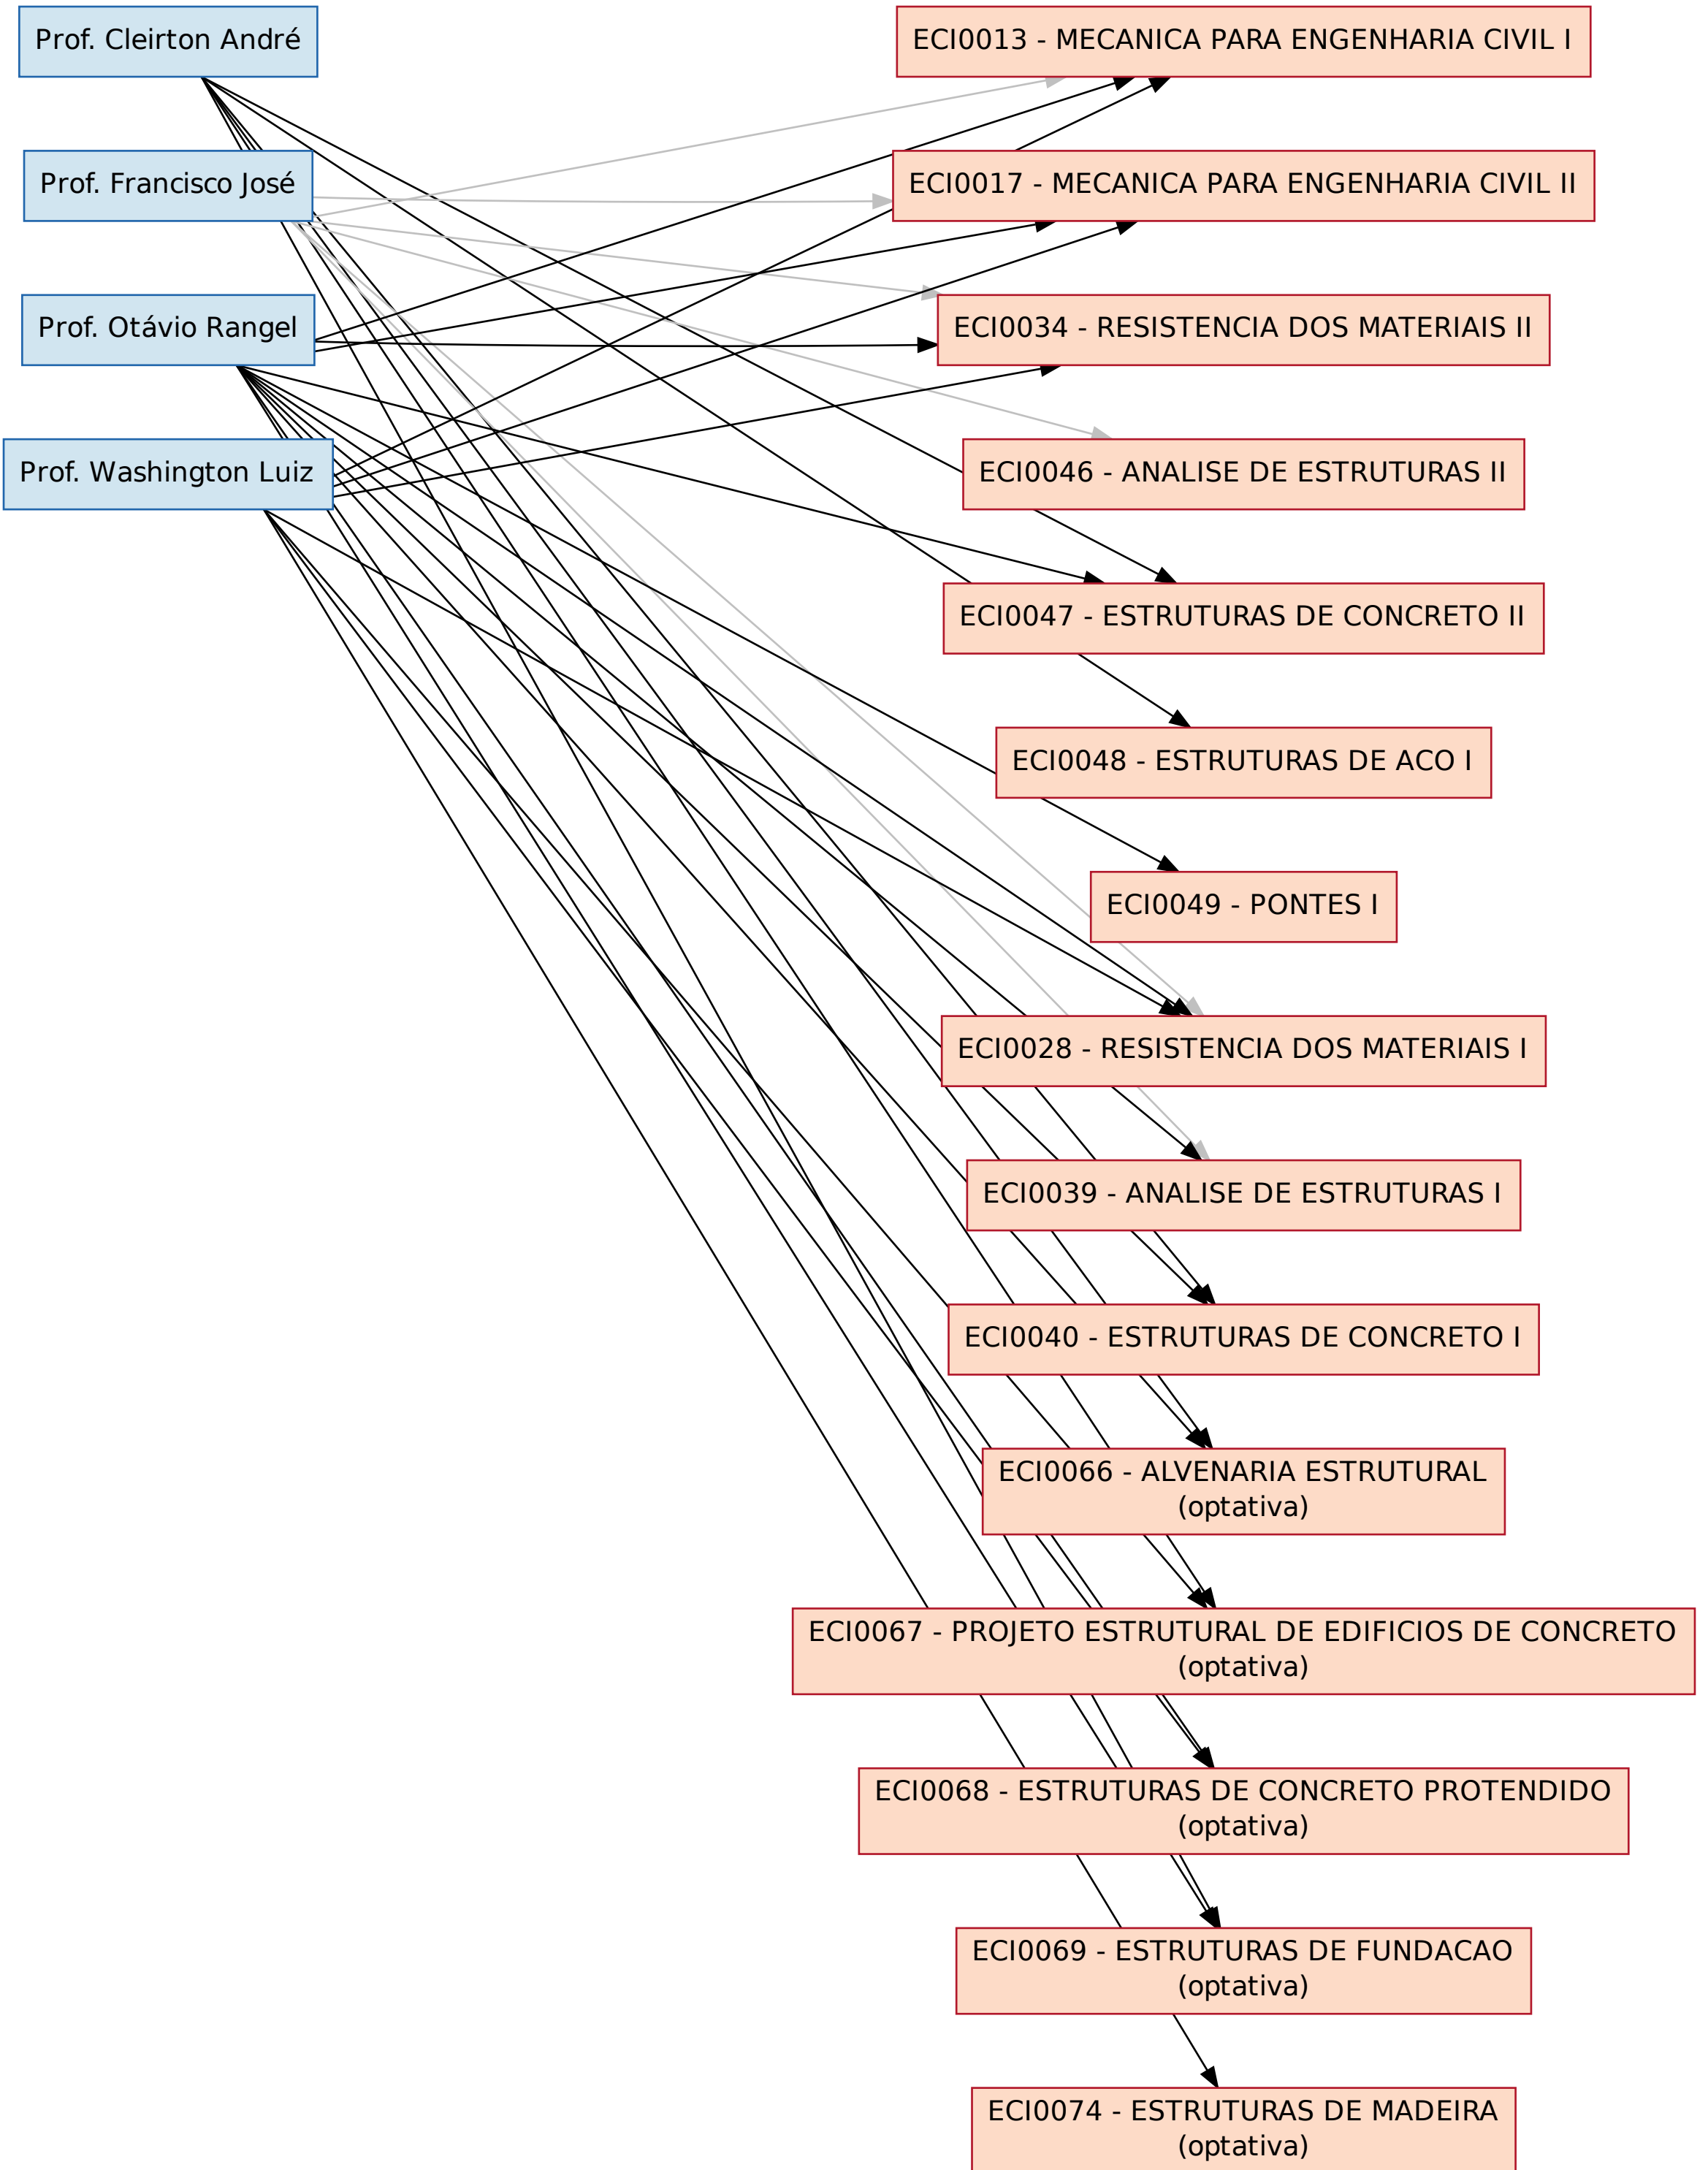 Prof. Cleirton André
Prof. Francisco José
Prof. Otávio Rangel
Prof. Washington Luiz
ECI0013 - MECANICA PARA ENGENHARIA CIVIL I
ECI0017 - MECANICA PARA ENGENHARIA CIVIL II
ECI0034 - RESISTENCIA DOS MATERIAIS II
ECI0046 - ANALISE DE ESTRUTURAS II
ECI0047 - ESTRUTURAS DE CONCRETO II
ECI0048 - ESTRUTURAS DE ACO I
ECI0049 - PONTES I
ECI0028 - RESISTENCIA DOS MATERIAIS I
ECI0039 - ANALISE DE ESTRUTURAS I
ECI0040 - ESTRUTURAS DE CONCRETO I
ECI0066 - ALVENARIA ESTRUTURAL
(optativa)
ECI0067 - PROJETO ESTRUTURAL DE EDIFICIOS DE CONCRETO
(optativa)
ECI0068 - ESTRUTURAS DE CONCRETO PROTENDIDO
(optativa)
ECI0069 - ESTRUTURAS DE FUNDACAO
(optativa)
ECI0074 - ESTRUTURAS DE MADEIRA
(optativa)